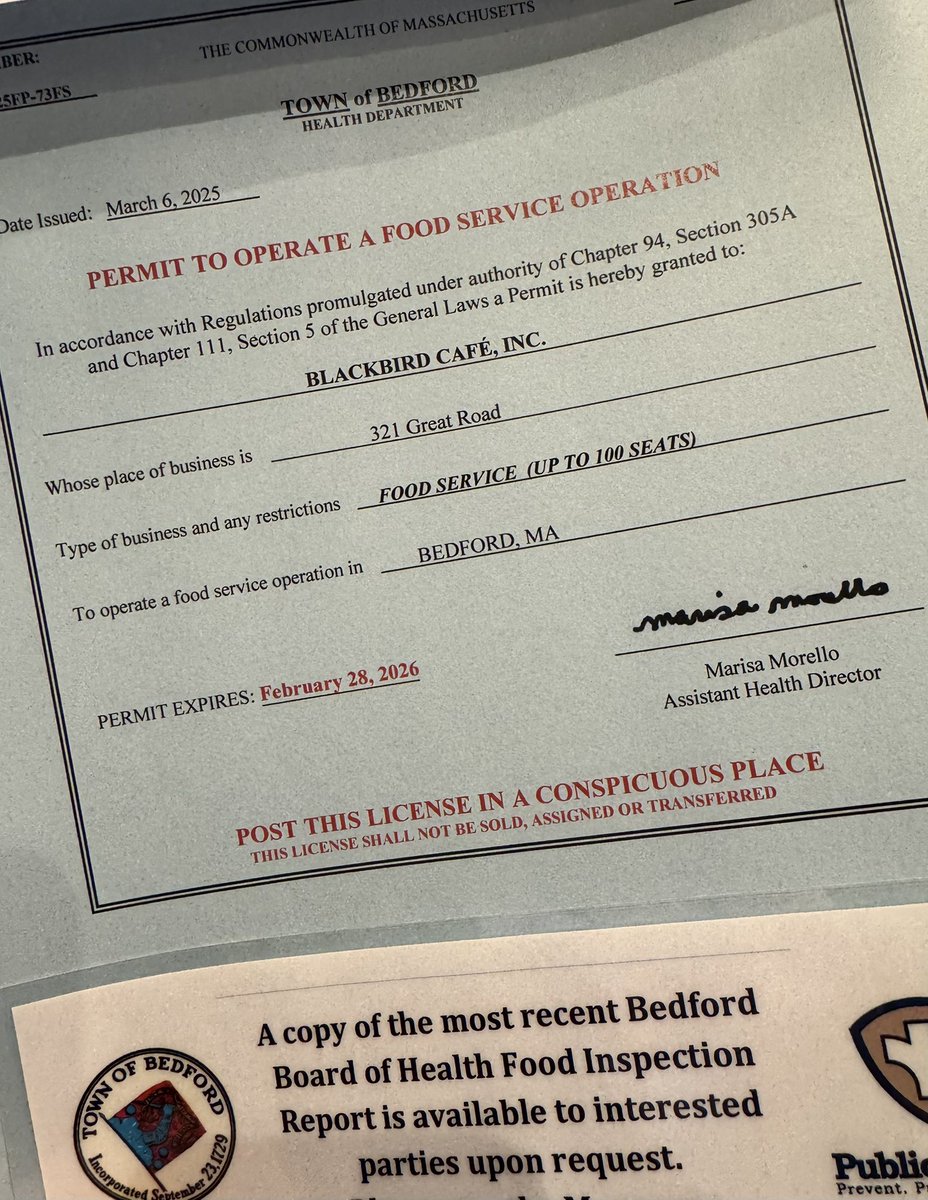 BER:
THE COMMONWEALTH OF MASSACHUSETTS
5FP-73FS
TOWN of BEDFORD
HEALTH DEPARTMENT
Date Issued: March 6, 2025
PERMIT TO OPERATE A FOOD SERVICE OPERATION
In accordance with Regulations promulgated under authority of Chapter 94, Section 305A
and Chapter 111, Section 5 of the General Laws a Permit is hereby granted to:
BLACKBIRD CAFÉ, INC.
Whose place of business is 321 Great Road
Type of business and any restrictions FOOD SERVICE (UP TO 100 SEATS)
To operate a food service operation in BEDFORD, MA
marisa morello
Marisa Morello
Assistant Health Director
PERMIT EXPIRES: February 28, 2026
POST THIS LICENSE IN A CONSPICUOUS PLACE
THIS LICENSE SHALL NOT BE SOLD, ASSIGNED OR TRANSFERRED
TOWN OF BEDFORD
Incorporated September 23, 1729
A copy of the most recent Bedford
Board of Health Food Inspection
Report is available to interested
parties upon request.
Public
Prevent. P